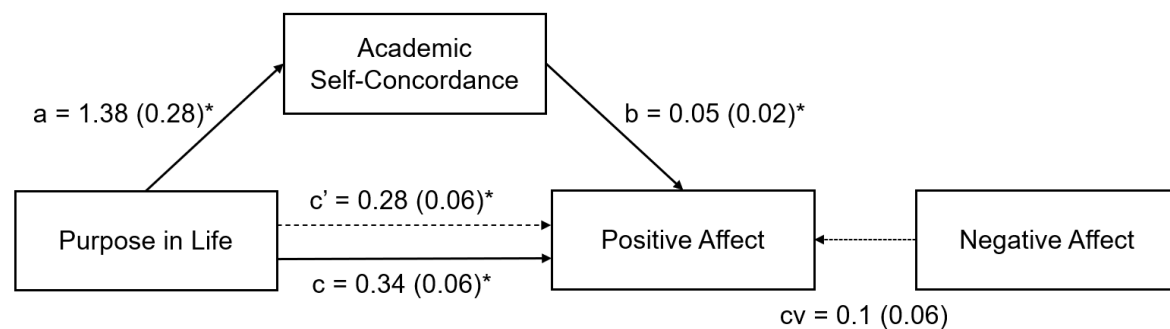 Academic
Self-Concordance
a = 1.38 (0.28)*
b = 0.05 (0.02)*
c’ = 0.28 (0.06)*
Purpose in Life
Positive Affect
Negative Affect
c = 0.34 (0.06)*
cv = 0.1 (0.06)